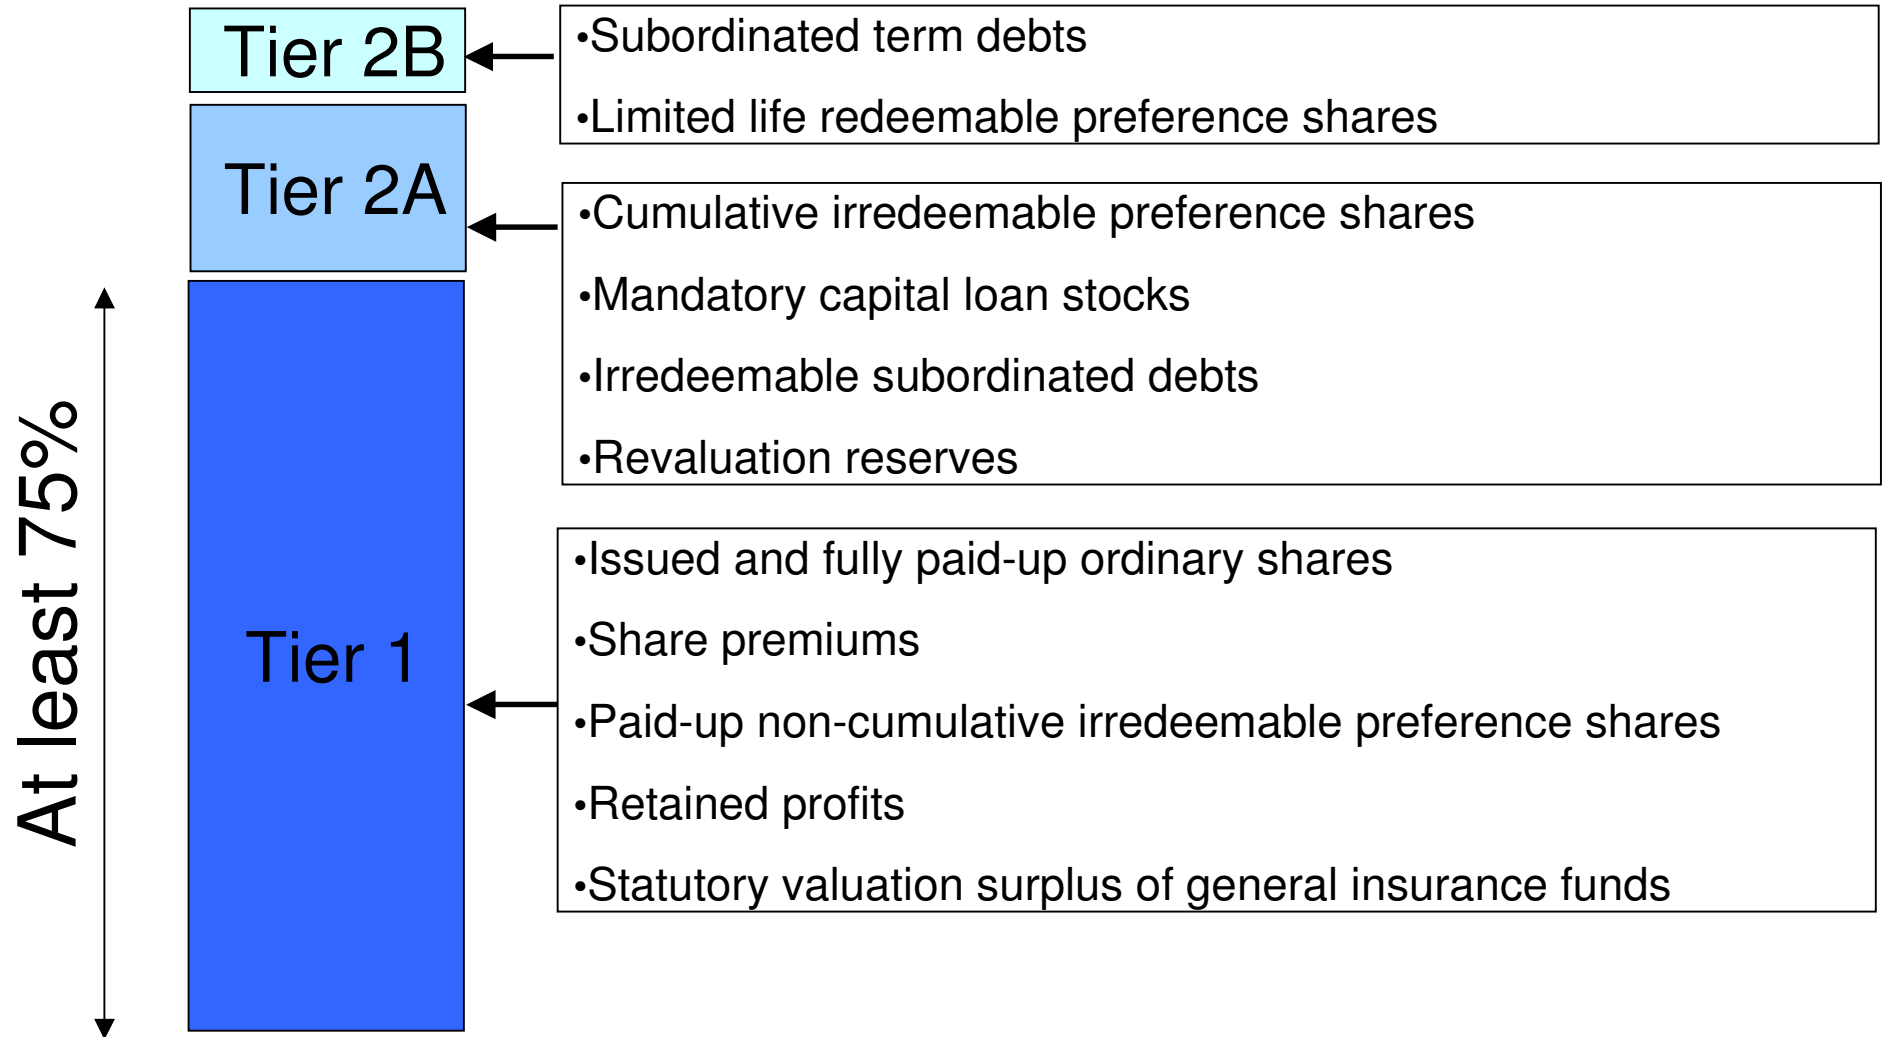 Tier 2B
•Subordinated term debts
•Limited life redeemable preference shares
Tier 2A
•Cumulative irredeemable preference shares
•Mandatory capital loan stocks
•Irredeemable subordinated debts
•Revaluation reserves
At least 75%
Tier 1
•Issued and fully paid-up ordinary shares
•Share premiums
•Paid-up non-cumulative irredeemable preference shares
•Retained profits
•Statutory valuation surplus of general insurance funds